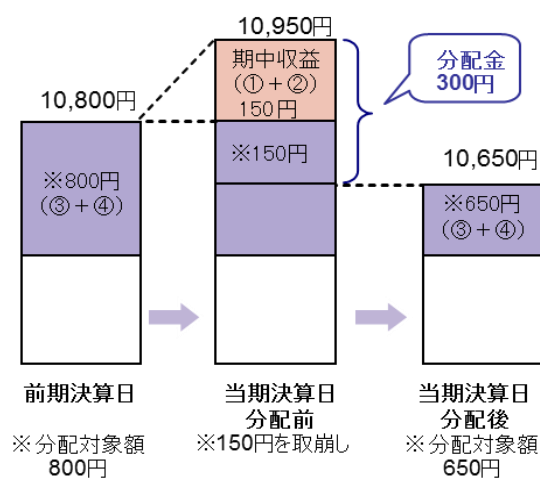 10,950円
期中収益
(①+②)
150円
分配金
300円
10,800円
※800円
(③+④)
※150円
10,650円
※650円
(③+④)
前期決算日
※分配対象額
800円
当期決算日
分配前
※150円を取崩し
当期決算日
分配後
※分配対象額
650円